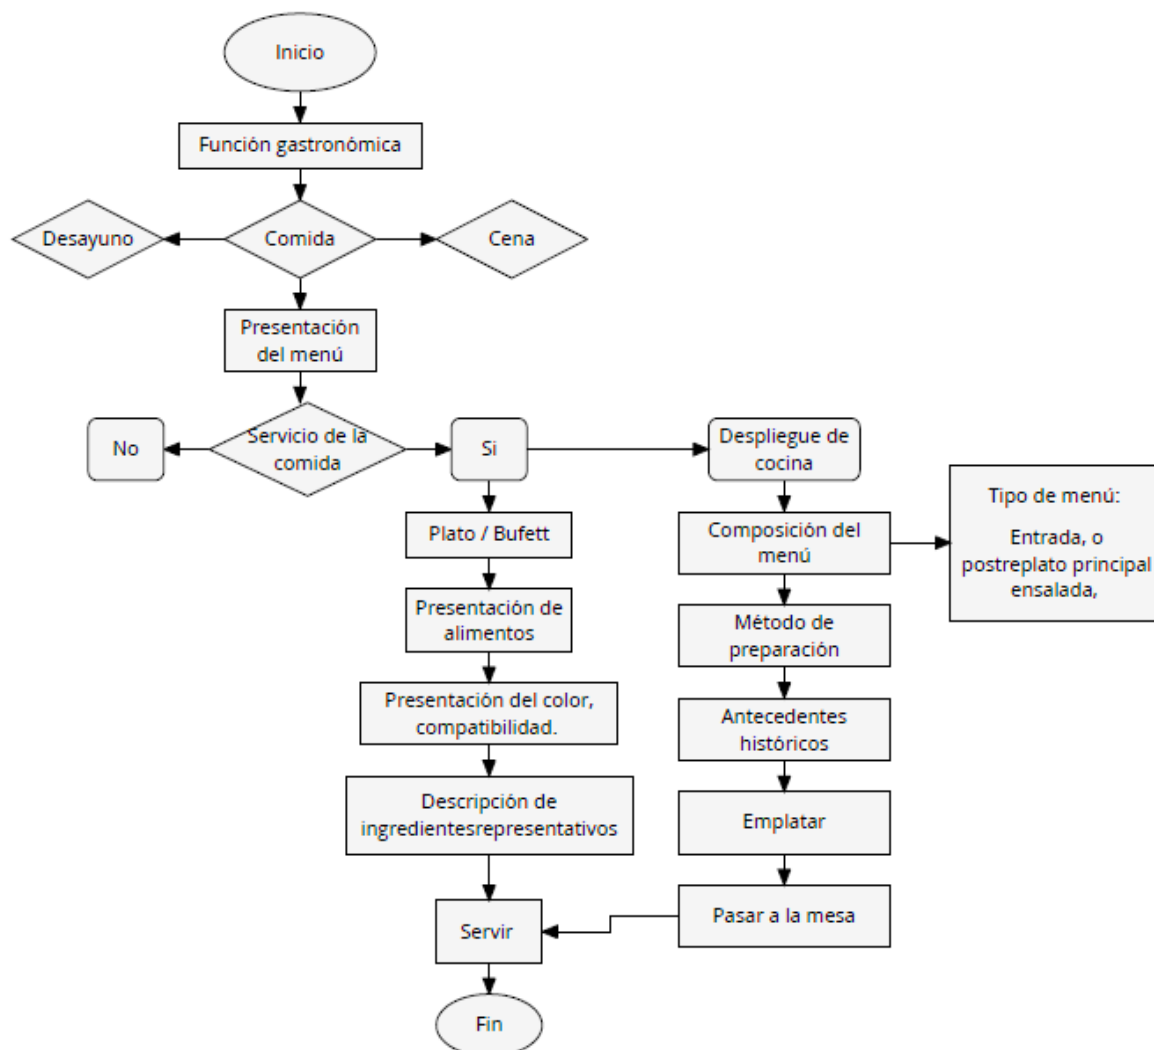 Inicio
Función gastronómica
Desayuno
Comida
Cena
Presentación
del menú
No
Servicio de la
comida
Si
Despliegue de
cocina
Plato / Bufett
Composición del
menú
Tipo de menú:
Entrada, o
postreplato principal
ensalada,
Presentación de
alimentos
Método de
preparación
Presentación del color,
compatibilidad.
Antecedentes
históricos
Descripción de
ingredientesrepresentativos
Emplatar
Servir
Pasar a la mesa
Fin